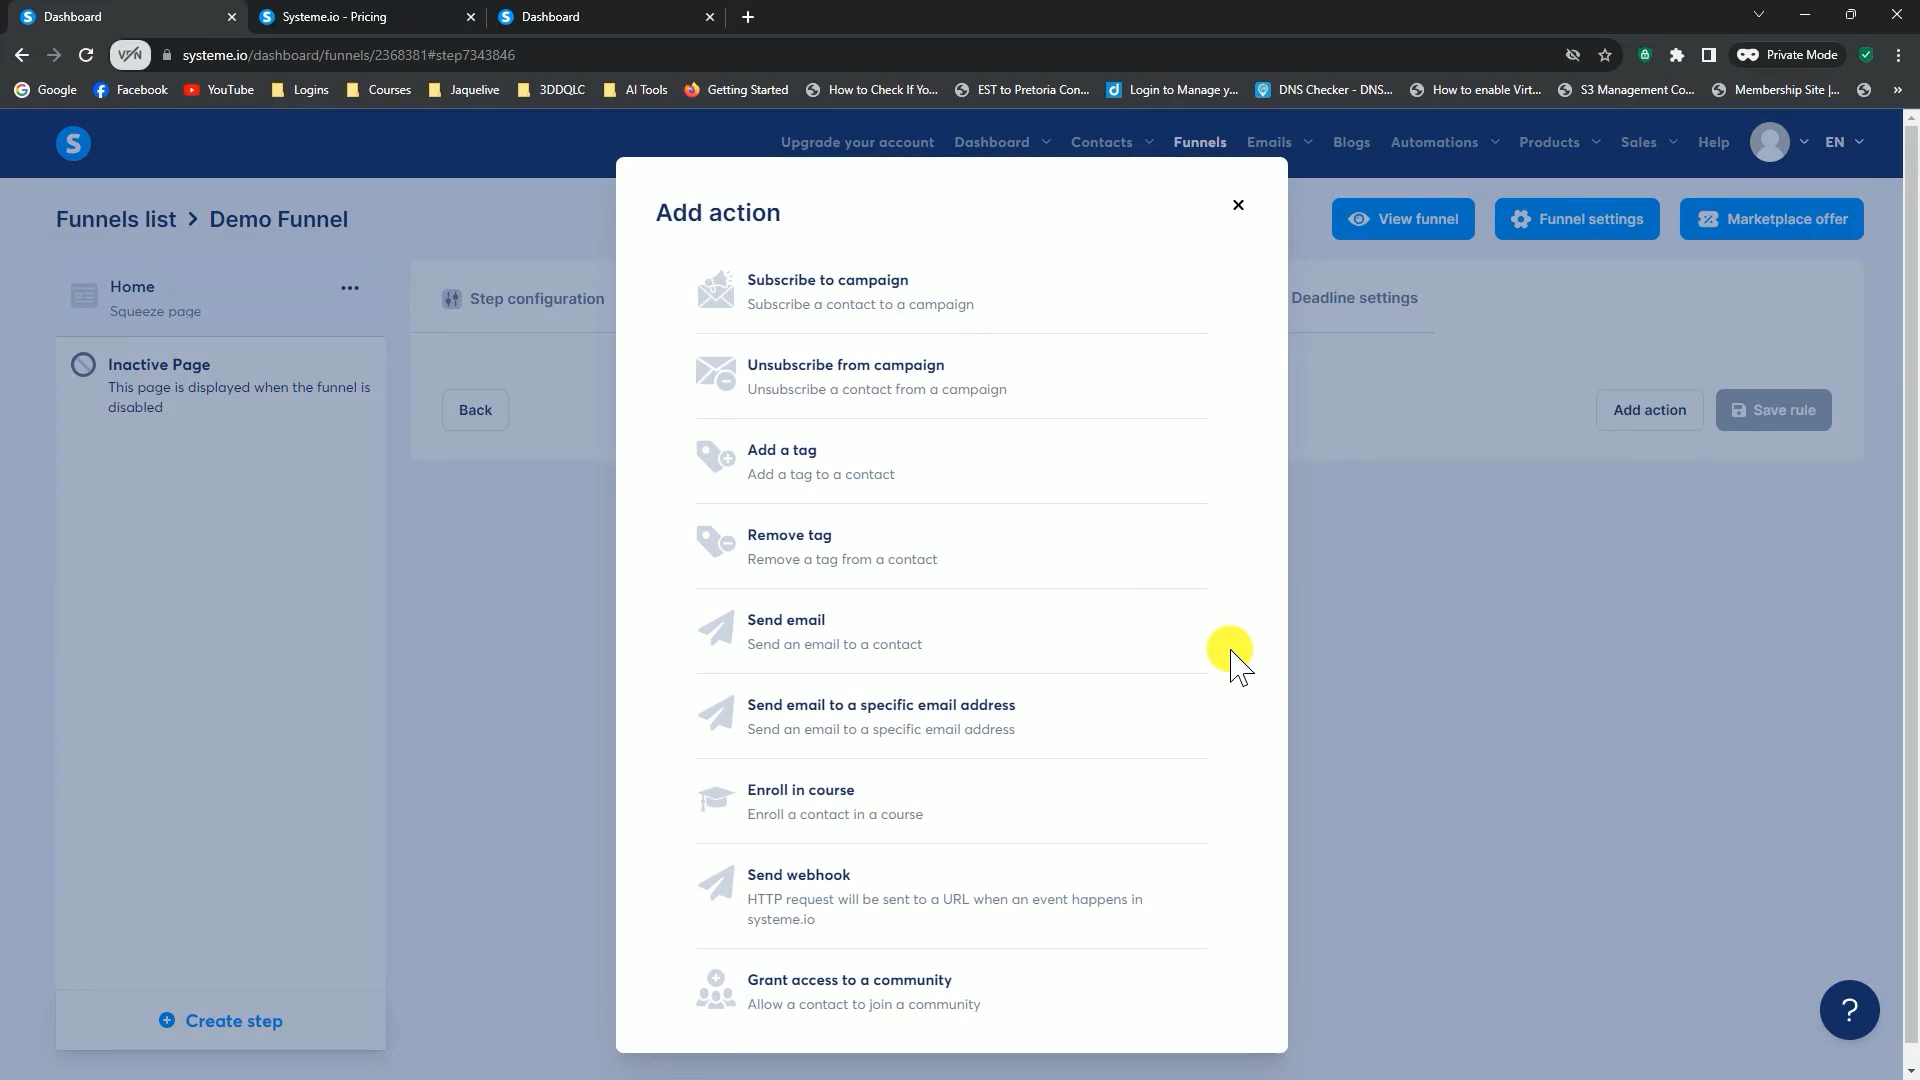 Dashboard
Systeme.io - Pricing
Dashboard
VPN
systeme.io/dashboard/funnels/2368381#step7343846
Private Mode
Google
Facebook
YouTube
Logins
Courses
Jaquelive
3DDQLC
AI Tools
Getting Started
How to Check If Yo...
EST to Pretoria Con...
Login to Manage y...
DNS Checker - DNS...
How to enable Virt...
S3 Management Co...
Membership Site |...
»
S
Upgrade your account
Dashboard
Contacts
Funnels
Emails
Blogs
Automations
Products
Sales
Help
EN
Funnels list > Demo Funnel
View funnel
Funnel settings
Marketplace offer
Home
Squeeze page
Inactive Page
This page is displayed when the funnel is
disabled
Create step
Step configuration
Deadline settings
Back
Add action
Save rule
Add action
Subscribe to campaign
Subscribe a contact to a campaign
Unsubscribe from campaign
Unsubscribe a contact from a campaign
Add a tag
Add a tag to a contact
Remove tag
Remove a tag from a contact
Send email
Send an email to a contact
Send email to a specific email address
Send an email to a specific email address
Enroll in course
Enroll a contact in a course
Send webhook
HTTP request will be sent to a URL when an event happens in
systeme.io
Grant access to a community
Allow a contact to join a community
?